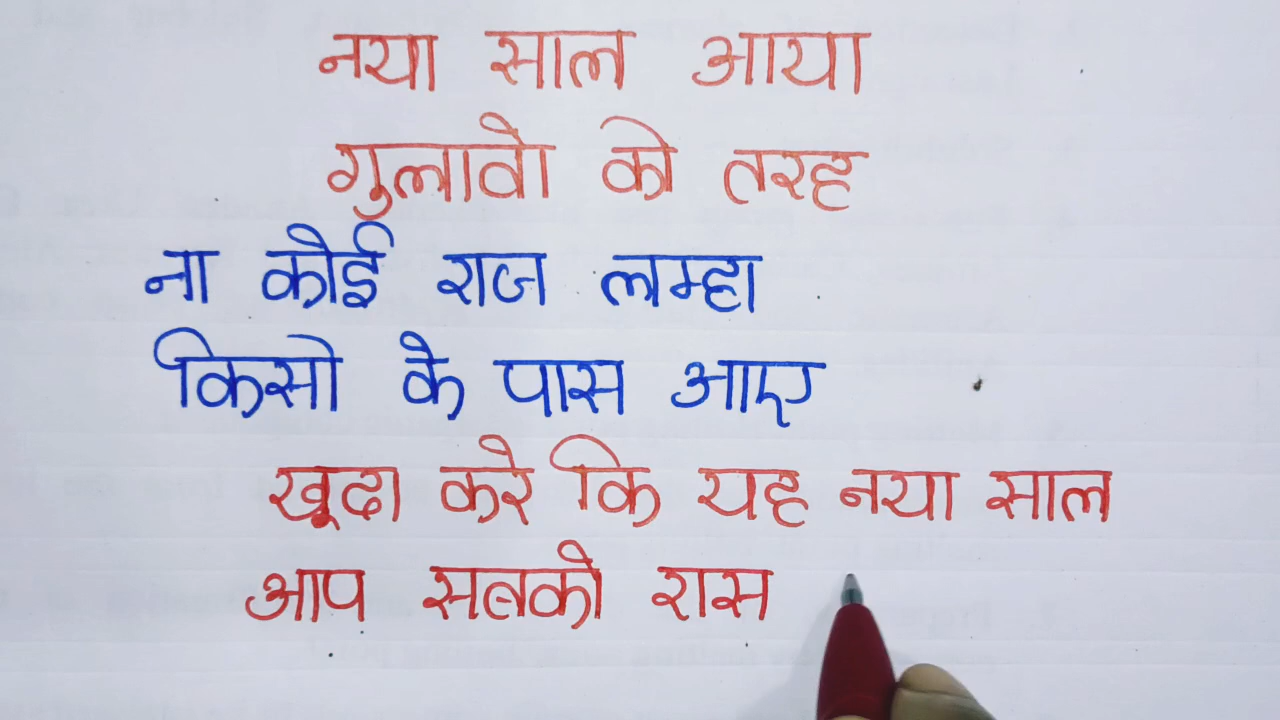 नया साल आया
गुलावो की तरह
ना कोई राज लम्हा
किसी के पास आए
खूदा करे कि यह नया साल
आप सबको रास